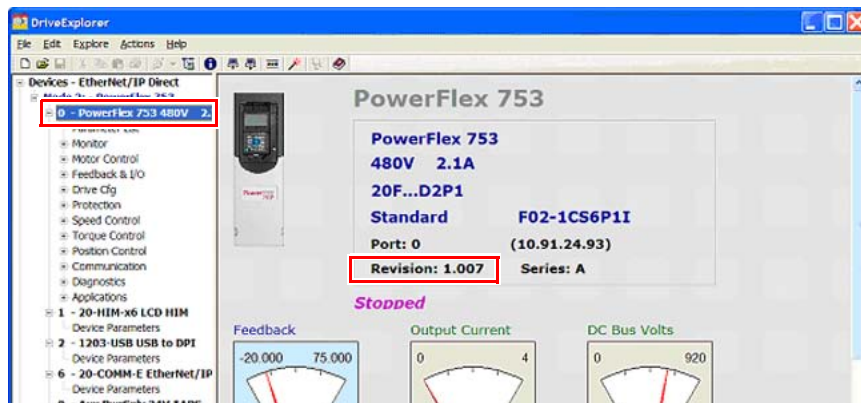 DriveExplorer
File Edit Explore Actions Help
Devices - EtherNet/IP Direct
0 - PowerFlex 753 480V 2.
Parameter List
Monitor
Motor Control
Feedback & I/O
Drive Cfg
Protection
Speed Control
Torque Control
Position Control
Communication
Diagnostics
Applications
1 - 20-HIM-x6 LCD HIM
Device Parameters
2 - 1203-USB USB to DPI
Device Parameters
6 - 20-COMM-E EtherNet/IP
Device Parameters
PowerFlex 753
PowerFlex 753
480V 2.1A
20F...D2P1
Standard F02-1CS6P1I
Port: 0 (10.91.24.93)
Revision: 1.007 Series: A
Stopped
Feedback
-20.000 75.000
Output Current
0 4
DC Bus Volts
0 920